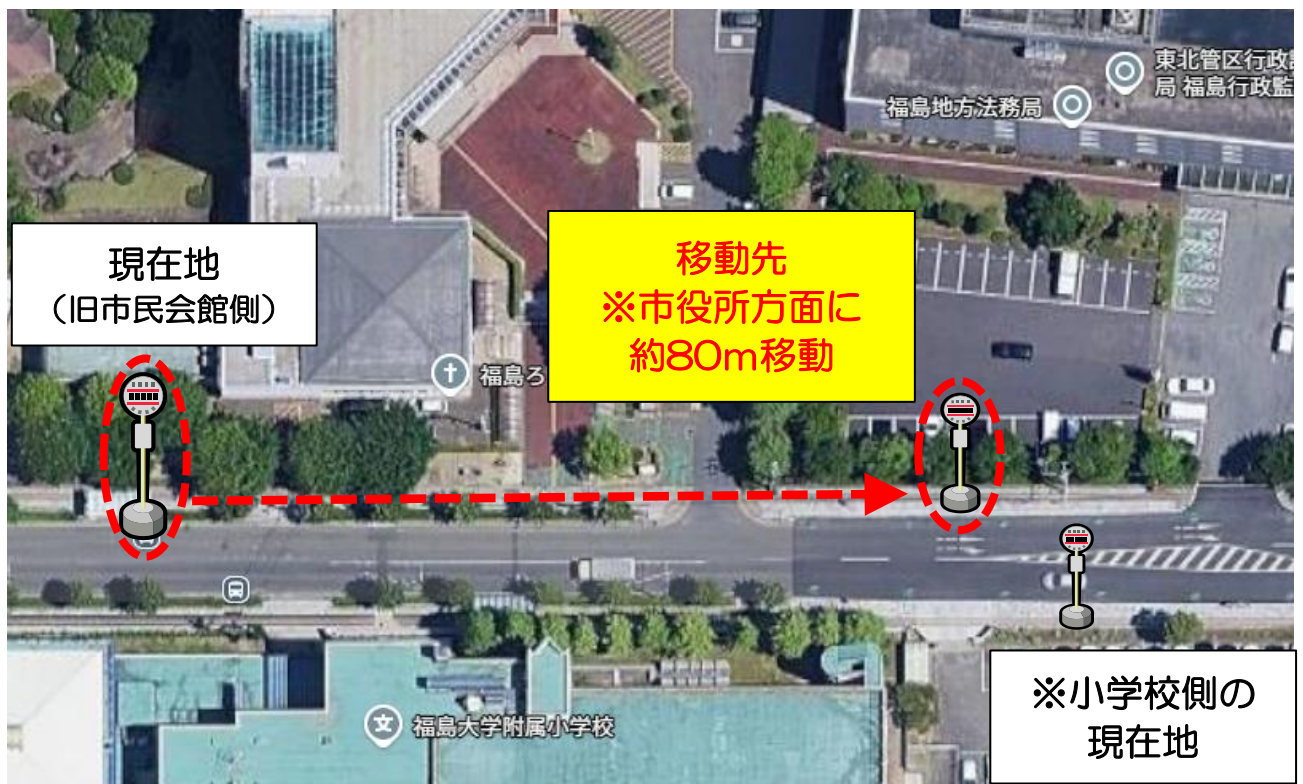 東北管区行政
局 福島行政監
福島地方法務局
現在地
（旧市民会館側）
移動先
※市役所方面に
約80m移動
福島ろ
福島大学附属小学校
文
※小学校側の
現在地